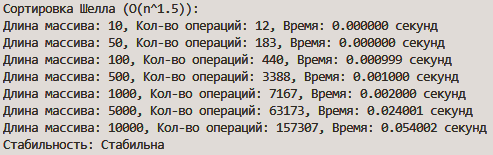 Сортировка Шелла (O(n^1.5)):
Длина массива: 10, Кол-во операций: 12, Время: 0.000000 секунд
Длина массива: 50, Кол-во операций: 183, Время: 0.000000 секунд
Длина массива: 100, Кол-во операций: 440, Время: 0.000999 секунд
Длина массива: 500, Кол-во операций: 3388, Время: 0.001000 секунд
Длина массива: 1000, Кол-во операций: 7167, Время: 0.002000 секунд
Длина массива: 5000, Кол-во операций: 63173, Время: 0.024001 секунд
Длина массива: 10000, Кол-во операций: 157307, Время: 0.054002 секунд
Стабильность: Стабильна